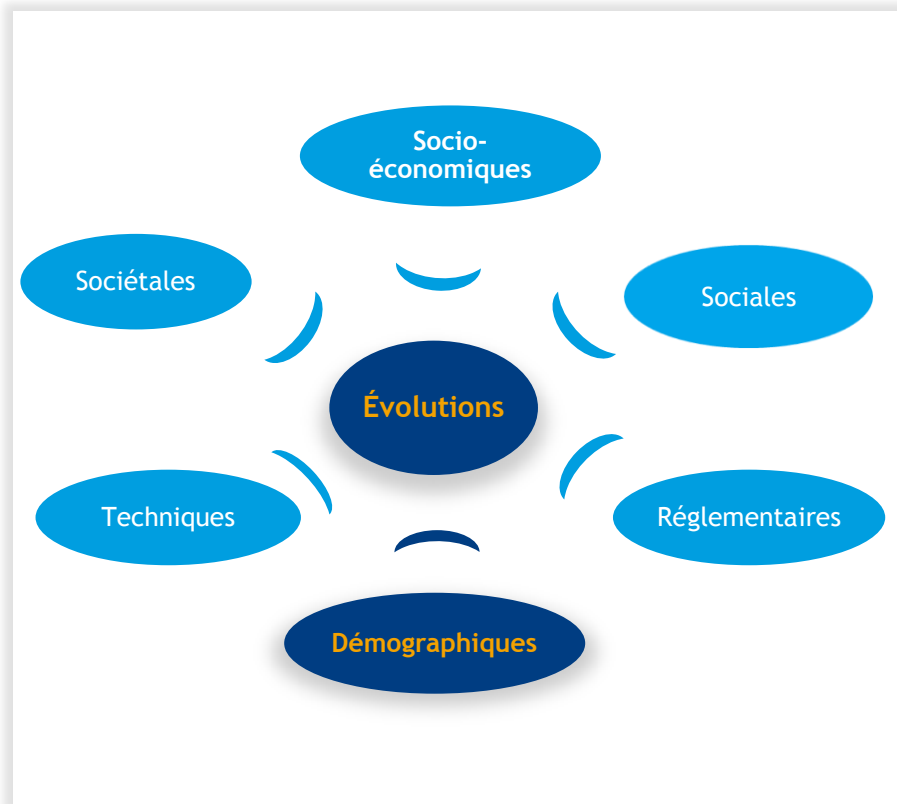 Socio-
économiques
Sociétales
Sociales
Évolutions
Techniques
Réglementaires
Démographiques